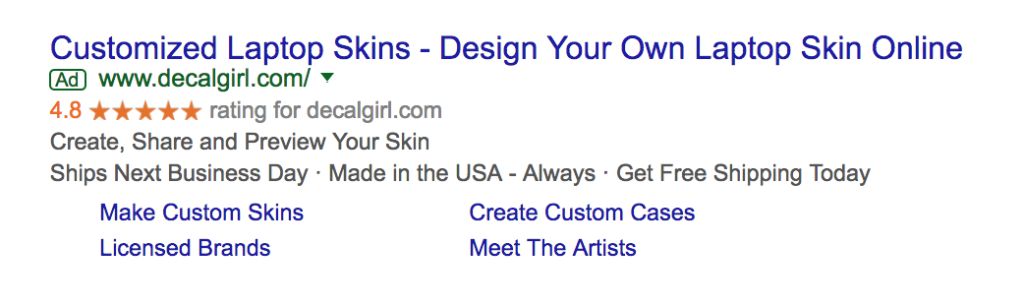 Customized Laptop Skins - Design Your Own Laptop Skin Online
Ad www.decalgirl.com/
4.8 rating for decalgirl.com
Create, Share and Preview Your Skin
Ships Next Business Day · Made in the USA - Always · Get Free Shipping Today
Make Custom Skins Create Custom Cases
Licensed Brands Meet The Artists